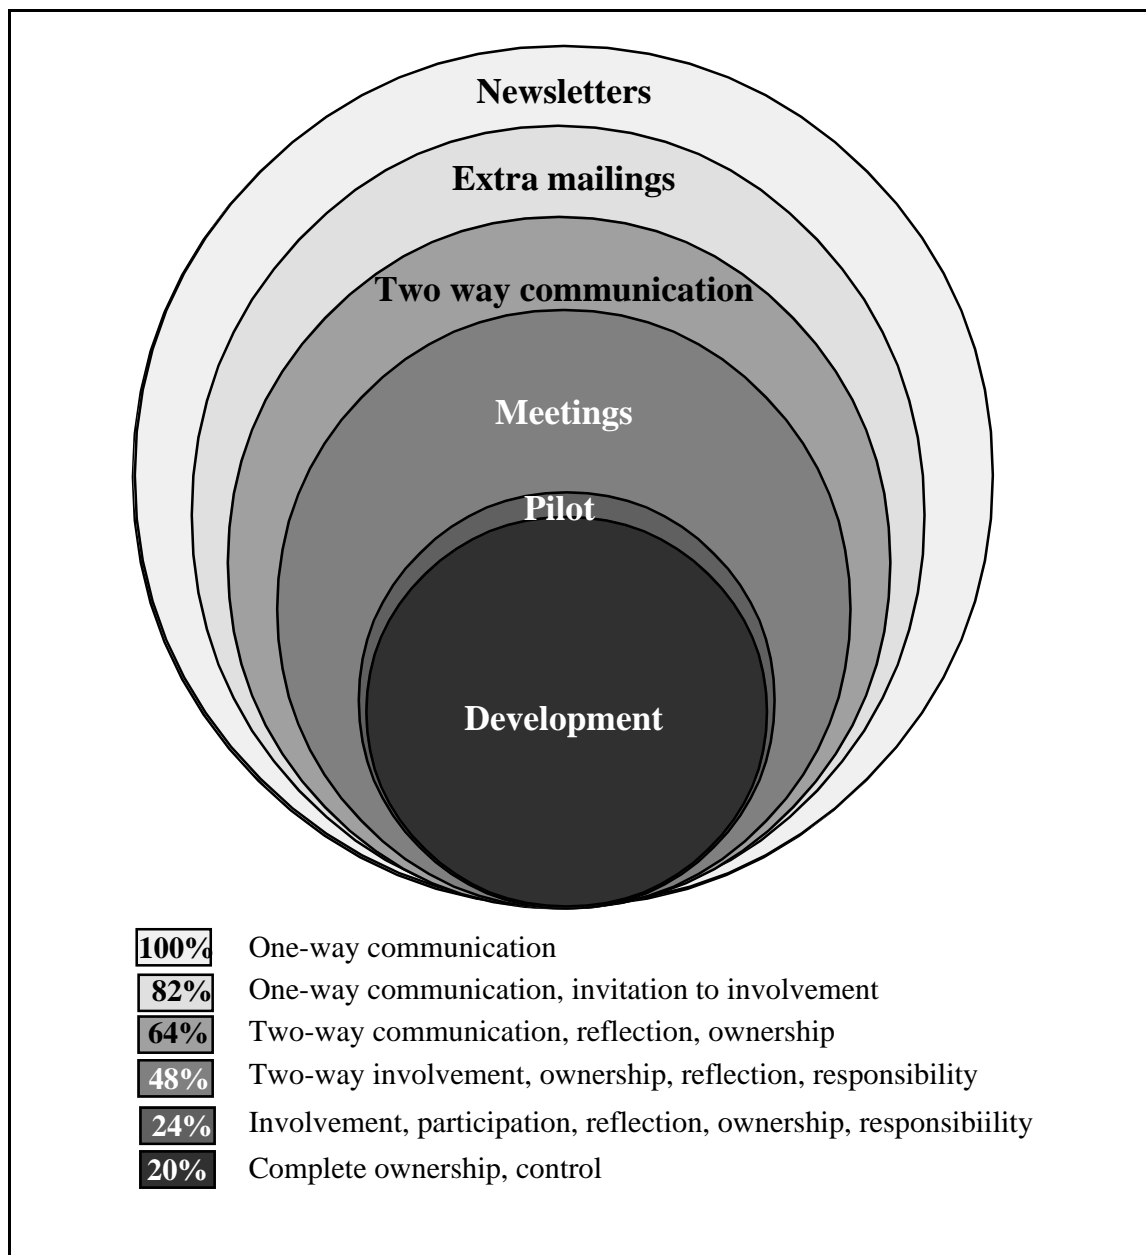 Newsletters
Extra mailings
Two way communication
Meetings
Pilot
Development
100% One-way communication
82% One-way communication, invitation to involvement
64% Two-way communication, reflection, ownership
48% Two-way involvement, ownership, reflection, responsibility
24% Involvement, participation, reflection, ownership, responsibiility
20% Complete ownership, control